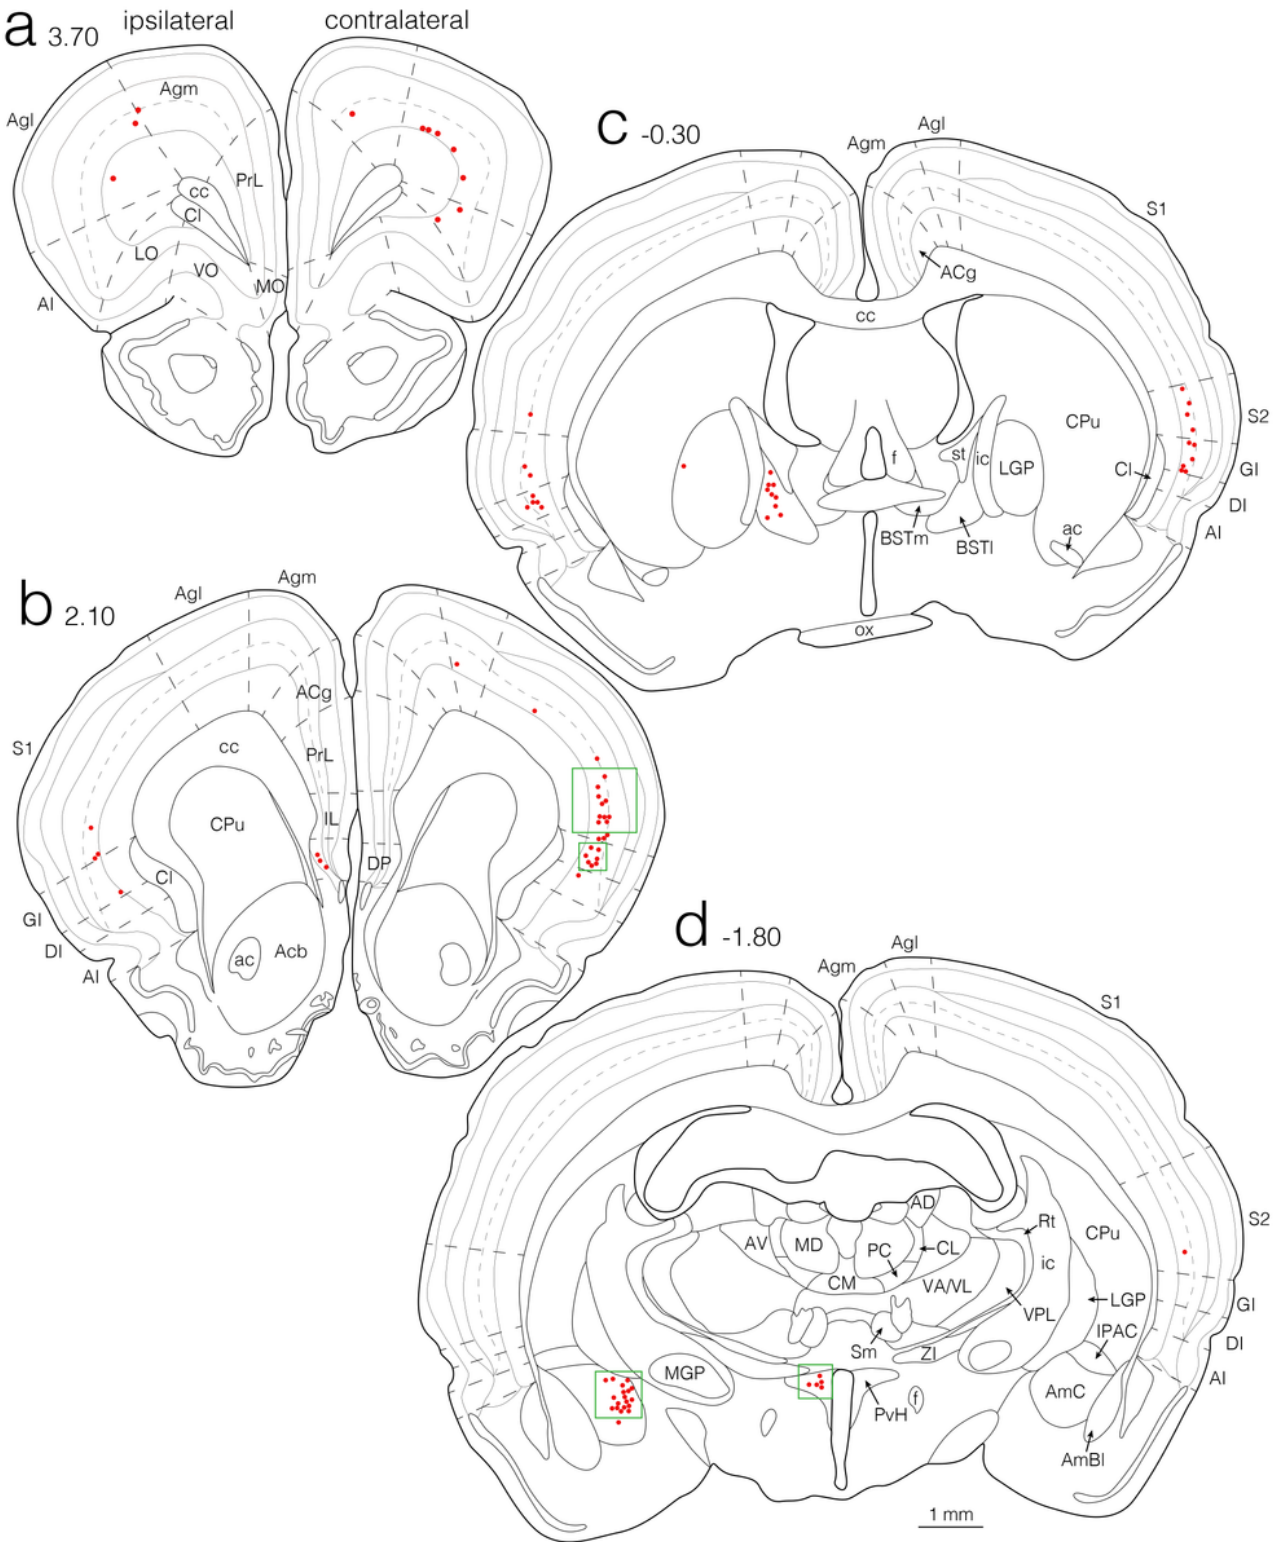 a 3.70
ipsilateral
contralateral
Agm
Agl
cc
PrL
Cl
LO
VO
MO
AI
c -0.30
Agl
Agm
S1
ACg
cc
CPu
S2
f
st
ic
LGP
Cl
GI
DI
BSTm
BSTl
ac
AI
ox
b 2.10
Agm
Agl
ACg
S1
cc
PrL
CPu
IL
DP
Cl
GI
DI
ac
Acb
AI
d -1.80
Agl
Agm
S1
AD
Rt
S2
AV
MD
PC
CL
ic
CPu
CM
VA/VL
VPL
LGP
GI
Sm
ZI
IPAC
DI
MGP
AI
PvH
f
AmC
AmBl
1 mm